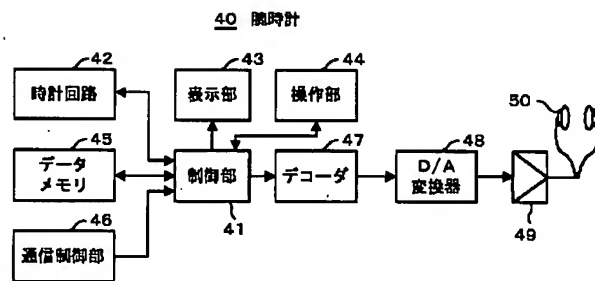 40 腕時計
42
43
44
時計回路
表示部
操作部
50
45
47
48
データ
メモリ
制御部
デコーダ
D/A
変換器
46
41
49
通信制御部